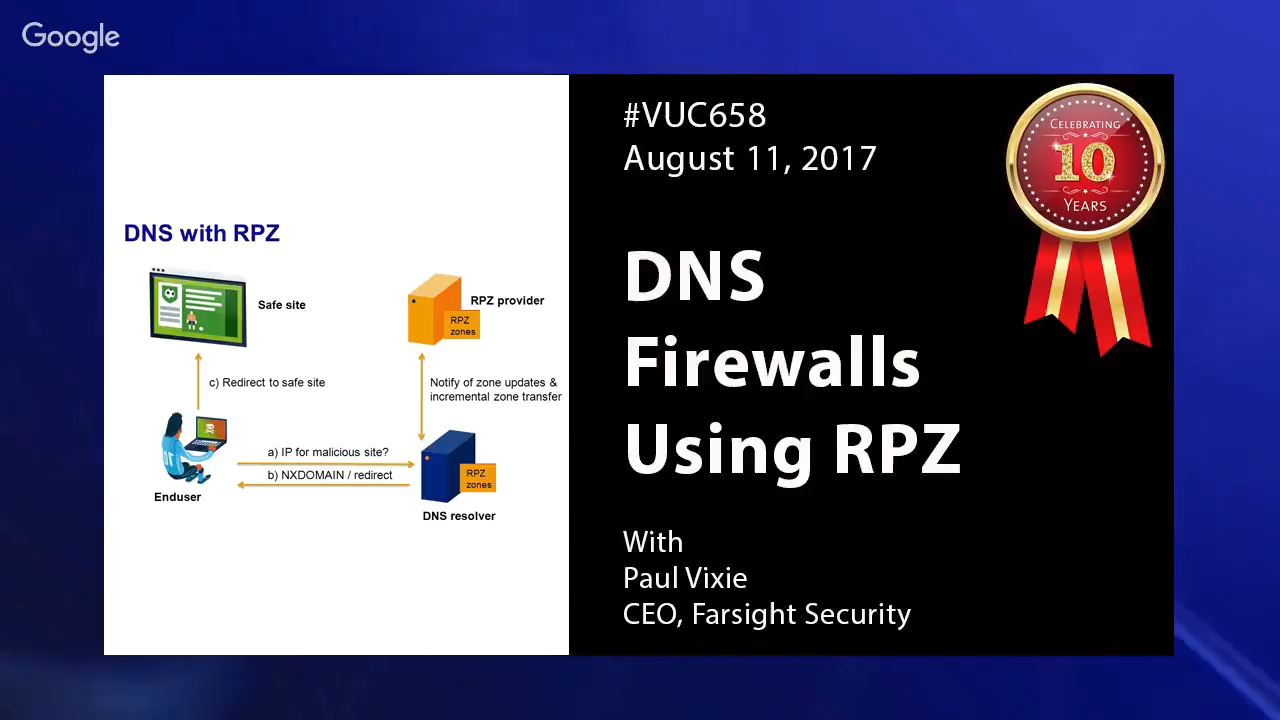 Google
DNS with RPZ
Safe site
RPZ provider
RPZ
zones
c) Redirect to safe site
Notify of zone updates &
incremental zone transfer
a) IP for malicious site?
b) NXDOMAIN / redirect
RPZ
zones
Enduser
DNS resolver
#VUC658
August 11, 2017
DNS
Firewalls
Using RPZ
With
Paul Vixie
CEO, Farsight Security
CELEBRATING
10
YEARS